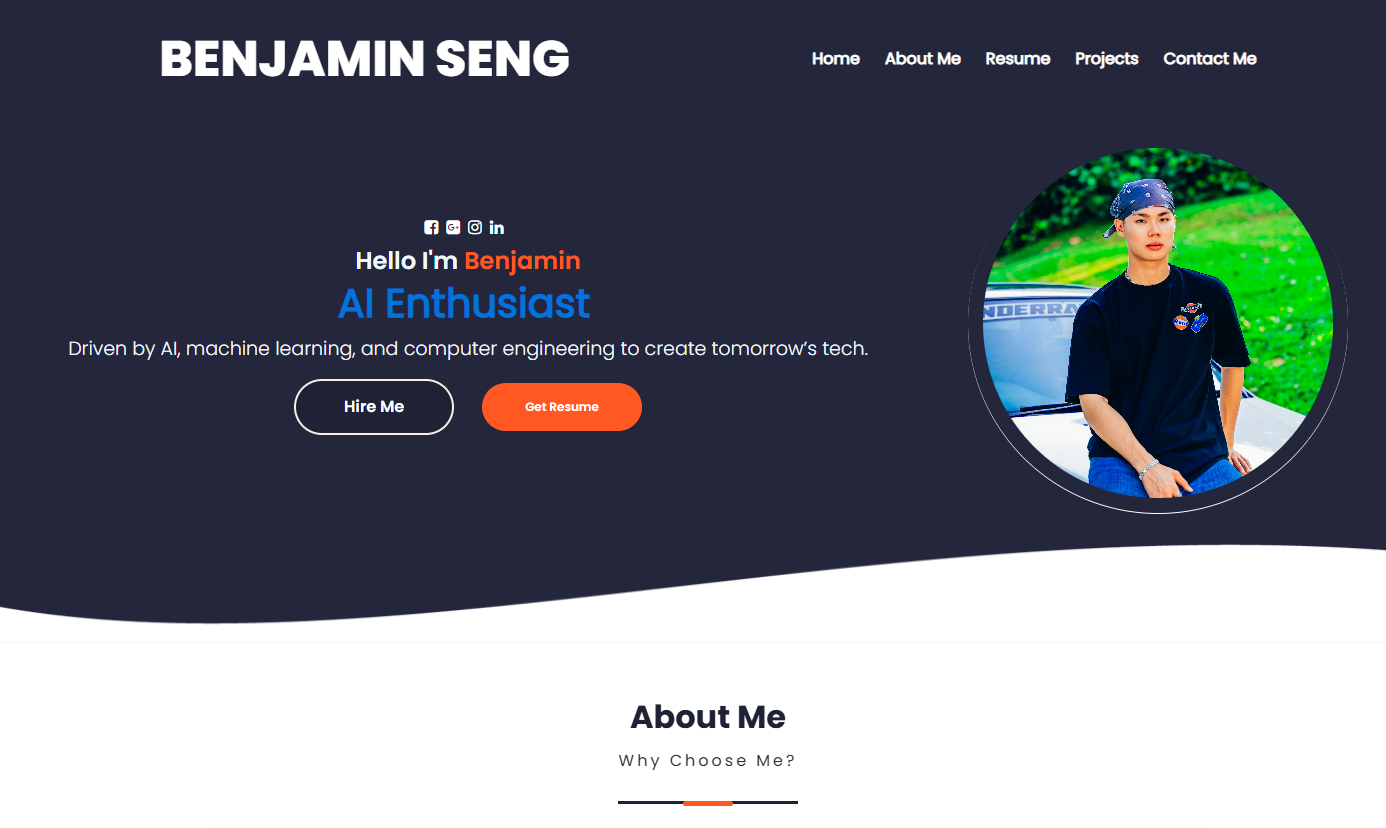 BENJAMIN SENG
Home About Me Resume Projects Contact Me
Hello I'm Benjamin
AI Enthusiast
Driven by AI, machine learning, and computer engineering to create tomorrow’s tech.
Hire Me
Get Resume
About Me
Why Choose Me?